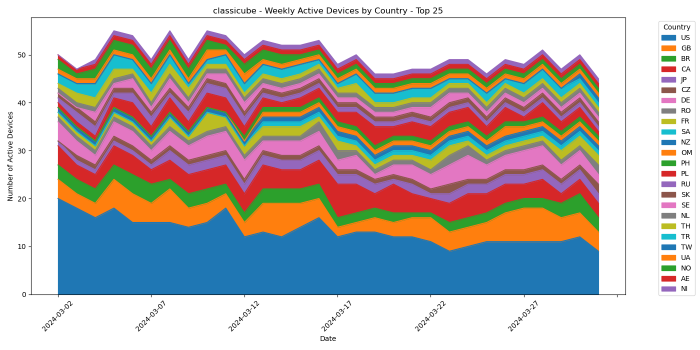 classicube - Weekly Active Devices by Country - Top 25
Number of Active Devices
50
40
30
20
10
0
2024-03-02
2024-03-07
2024-03-12
2024-03-17
2024-03-22
2024-03-27
Date
Country
US
GB
BR
CA
JP
CZ
DE
RO
FR
SA
NZ
OM
PH
PL
RU
SK
SE
NL
TH
TR
TW
UA
NO
AE
NI